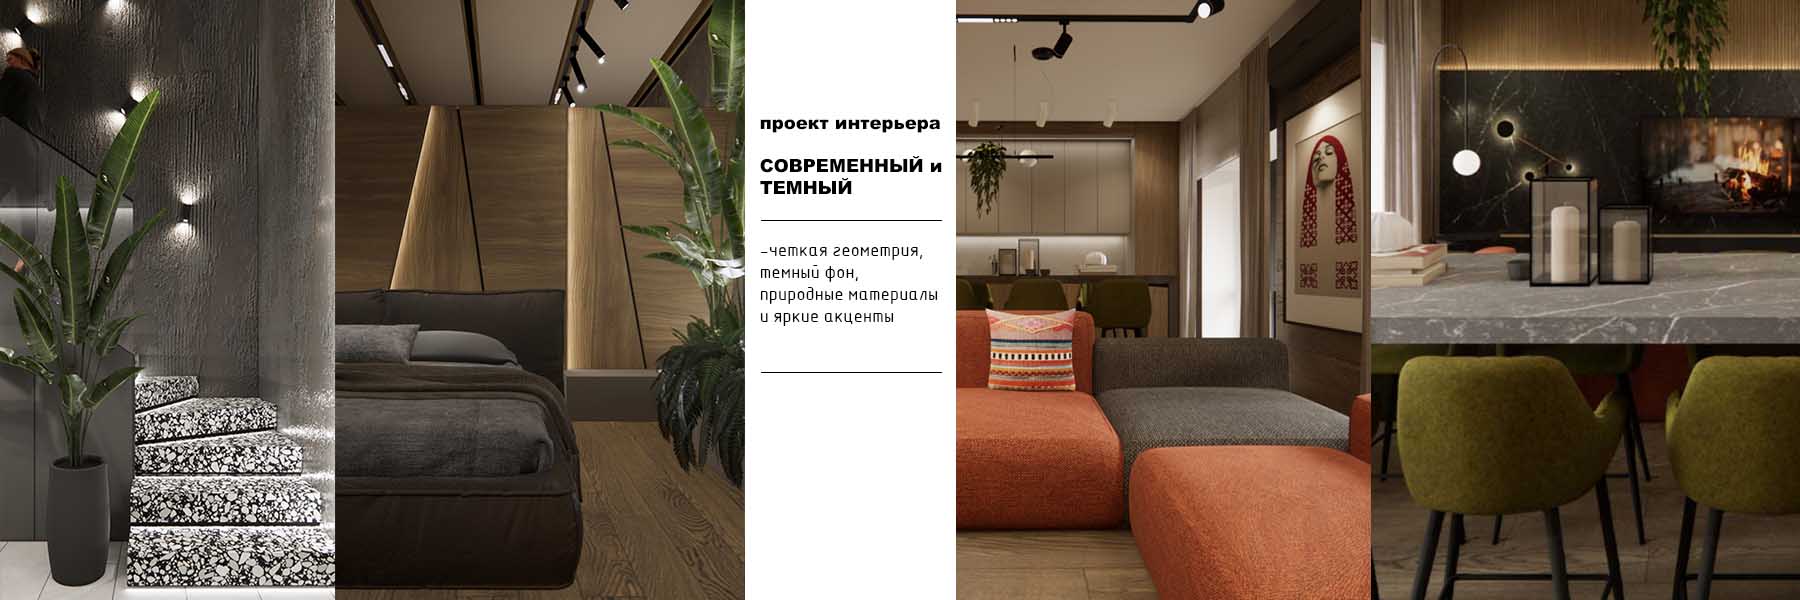 проект интерьера
СОВРЕМЕННЫЙ и
ТЕМНЫЙ
-четкая геометрия,
темный фон,
природные материалы
и яркие акценты